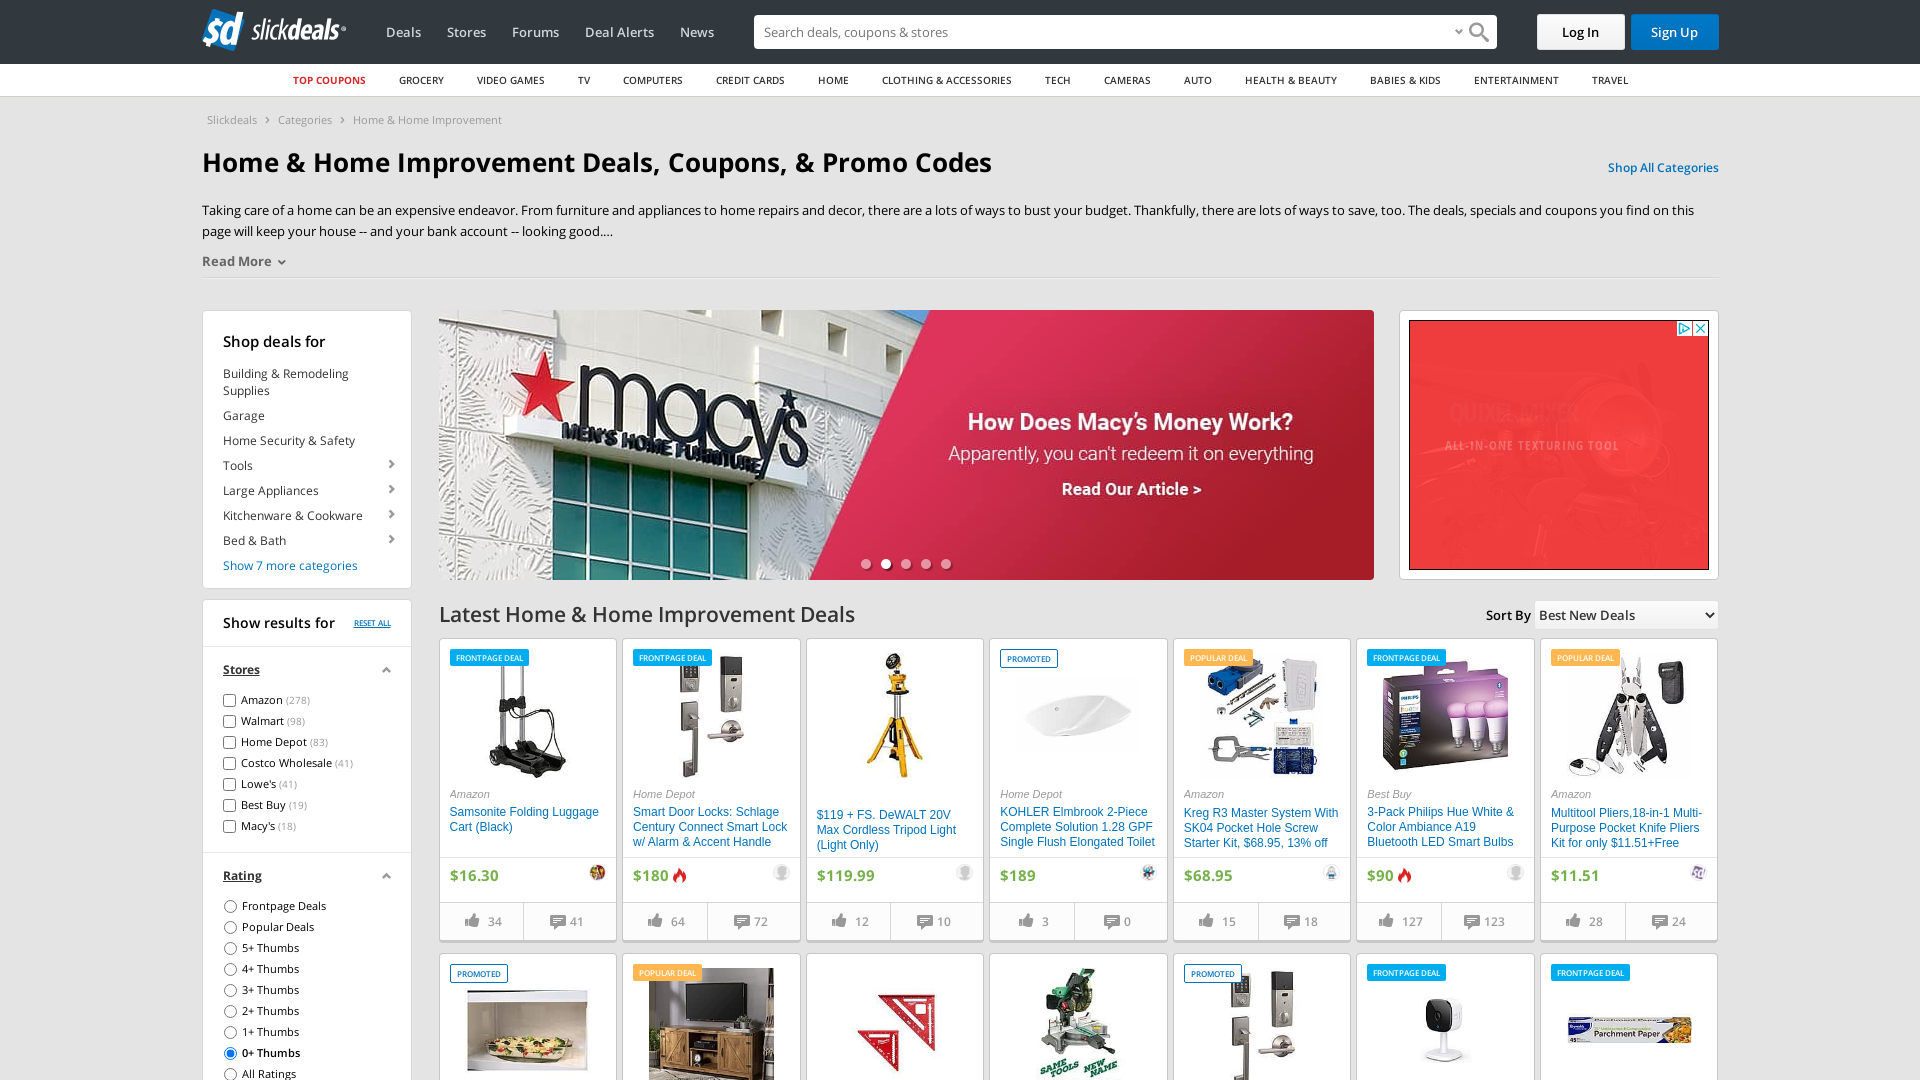 slickdeals
Deals
Stores
Forums
Deal Alerts
News
Search deals, coupons & stores
Log In
Sign Up
TOP COUPONS
GROCERY
VIDEO GAMES
TV
COMPUTERS
CREDIT CARDS
HOME
CLOTHING & ACCESSORIES
TECH
CAMERAS
AUTO
HEALTH & BEAUTY
BABIES & KIDS
ENTERTAINMENT
TRAVEL
Slickdeals > Categories > Home & Home Improvement
Home & Home Improvement Deals, Coupons, & Promo Codes
Shop All Categories
Taking care of a home can be an expensive endeavor. From furniture and appliances to home repairs and decor, there are a lots of ways to bust your budget. Thankfully, there are lots of ways to save, too. The deals, specials and coupons you find on this
page will keep your house -- and your bank account -- looking good....
Read More
Shop deals for
Building & Remodeling
Supplies
Garage
Home Security & Safety
Tools
Large Appliances
Kitchenware & Cookware
Bed & Bath
Show 7 more categories
macys
MEN'S HOME FURNITURE
How Does Macy's Money Work?
Apparently, you can't redeem it on everything
Read Our Article >
ALL-IN-ONE TEXTURING TOOL
Show results for
RESET ALL
Stores
Amazon (278)
Walmart (98)
Home Depot (83)
Costco Wholesale (41)
Lowe's (41)
Best Buy (19)
Macy's (18)
Rating
Frontpage Deals
Popular Deals
5+ Thumbs
4+ Thumbs
3+ Thumbs
2+ Thumbs
1+ Thumbs
0+ Thumbs
All Ratings
Latest Home & Home Improvement Deals
Sort By
Best New Deals
FRONTPAGE DEAL
Amazon
Samsonite Folding Luggage
Cart (Black)
$16.30
34
41
FRONTPAGE DEAL
Home Depot
Smart Door Locks: Schlage
Century Connect Smart Lock
w/ Alarm & Accent Handle
$180
64
72
$119 + FS. DeWALT 20V
Max Cordless Tripod Light
(Light Only)
$119.99
12
10
PROMOTED
Home Depot
KOHLER Elmbrook 2-Piece
Complete Solution 1.28 GPF
Single Flush Elongated Toilet
$189
3
0
POPULAR DEAL
Amazon
Kreg R3 Master System With
SK04 Pocket Hole Screw
Starter Kit, $68.95, 13% off
$68.95
15
18
FRONTPAGE DEAL
PHILIPS
hue
Best Buy
3-Pack Philips Hue White &
Color Ambiance A19
Bluetooth LED Smart Bulbs
$90
127
123
POPULAR DEAL
Amazon
Multitool Pliers,18-in-1 Multi-
Purpose Pocket Knife Pliers
Kit for only $11.51+Free
$11.51
28
24
PROMOTED
POPULAR DEAL
SAME TOOLS NEW NAME
PROMOTED
FRONTPAGE DEAL
FRONTPAGE DEAL
Parchment Paper